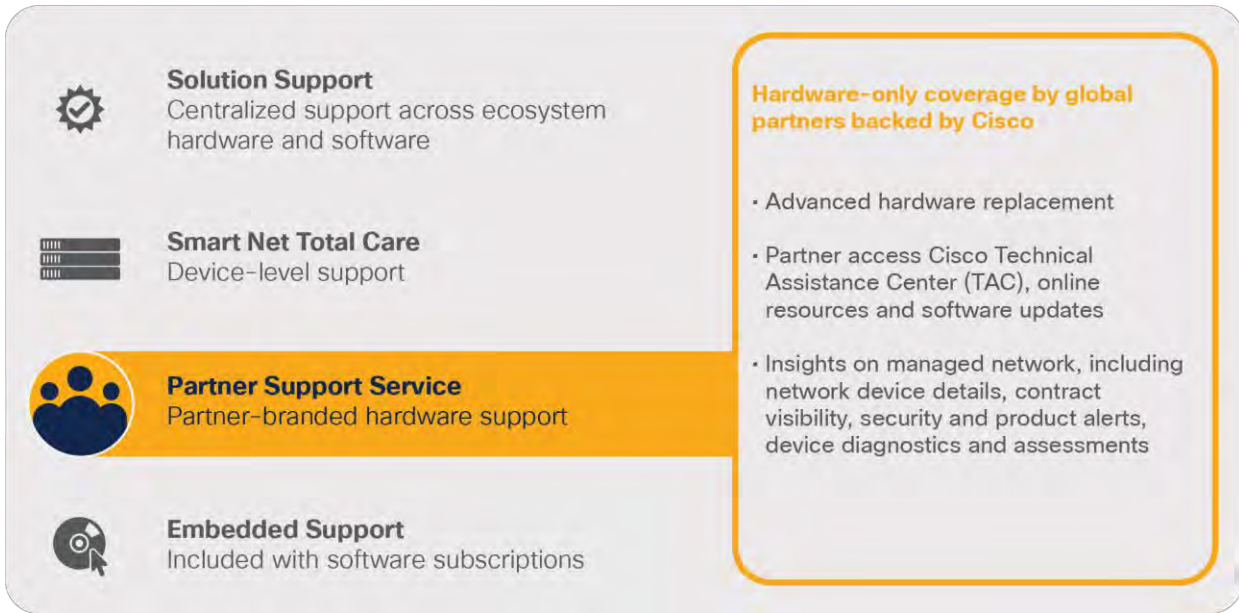 Solution Support
Centralized support across ecosystem
hardware and software
Smart Net Total Care
Device-level support
Partner Support Service
Partner-branded hardware support
Embedded Support
Included with software subscriptions
Hardware-only coverage by global
partners backed by Cisco
· Advanced hardware replacement
· Partner access Cisco Technical
Assistance Center (TAC), online
resources and software updates
· Insights on managed network, including
network device details, contract
visibility, security and product alerts,
device diagnostics and assessments